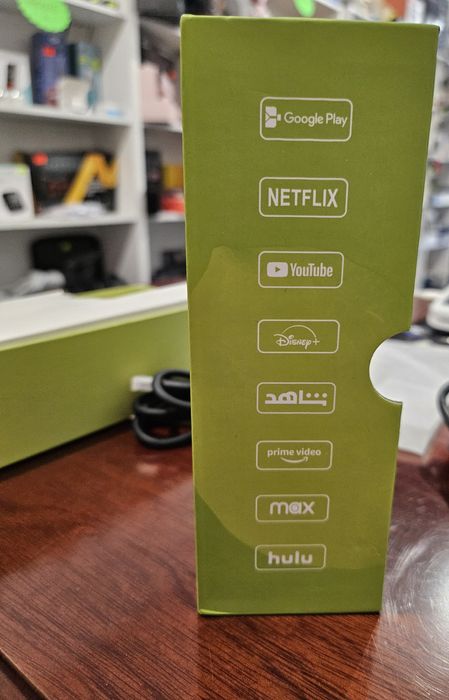 Google Play
NETFLIX
YouTube
Disney+
شاهد
prime video
max
hulu